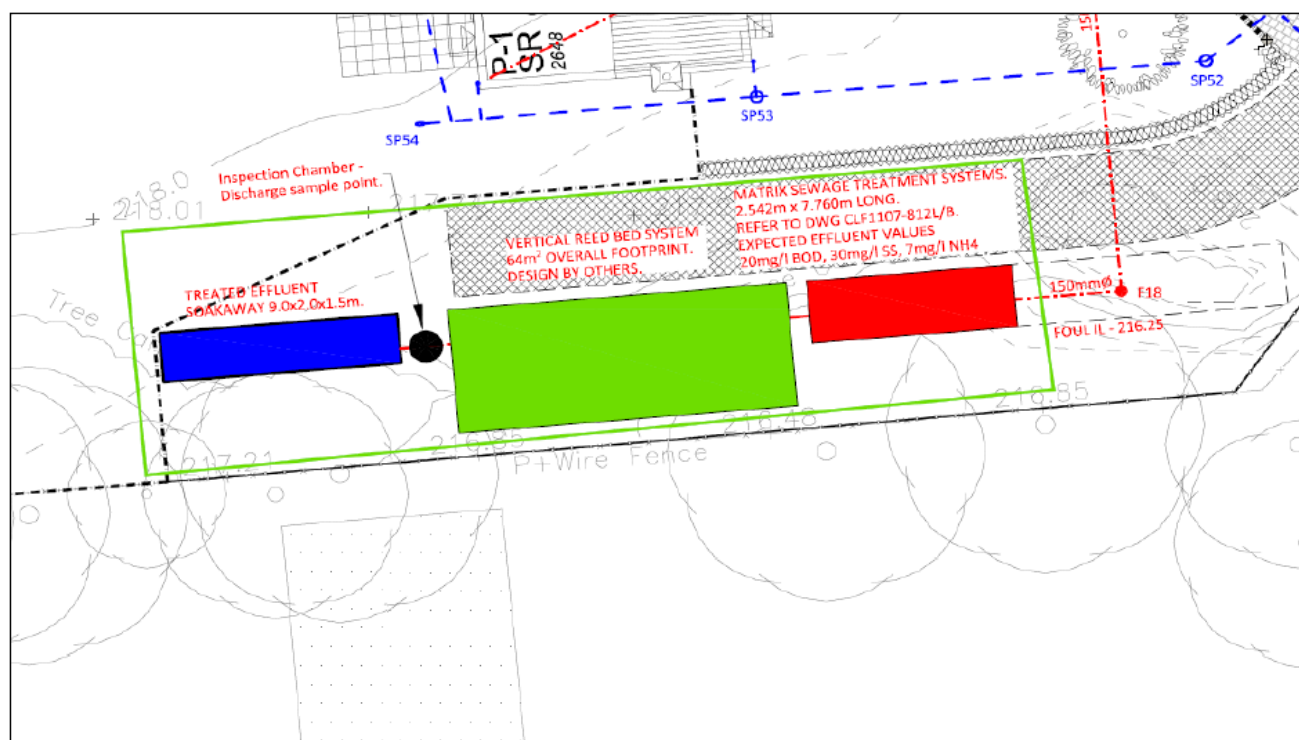 P-1
SR
2648
SP52
SP53
SP54
218.0
218.01
Inspection Chamber -
Discharge sample point.
MATRIX SEWAGE TREATMENT SYSTEMS.
2.542m x 7.760m LONG.
REFER TO DWG CLF1107-812L/B.
EXPECTED EFFLUENT VALUES
20mg/l BOD, 30mg/l SS, 7mg/l NH4
VERTICAL REED BED SYSTEM
64m² OVERALL FOOTPRINT.
DESIGN BY OTHERS.
TREATED EFFLUENT
SOAKAWAY 9.0x2.0x1.5m.
Tree
150mmØ
F18
FOUL IL - 216.25
216.85
216.48
216.85
217.21
P+Wire Fence